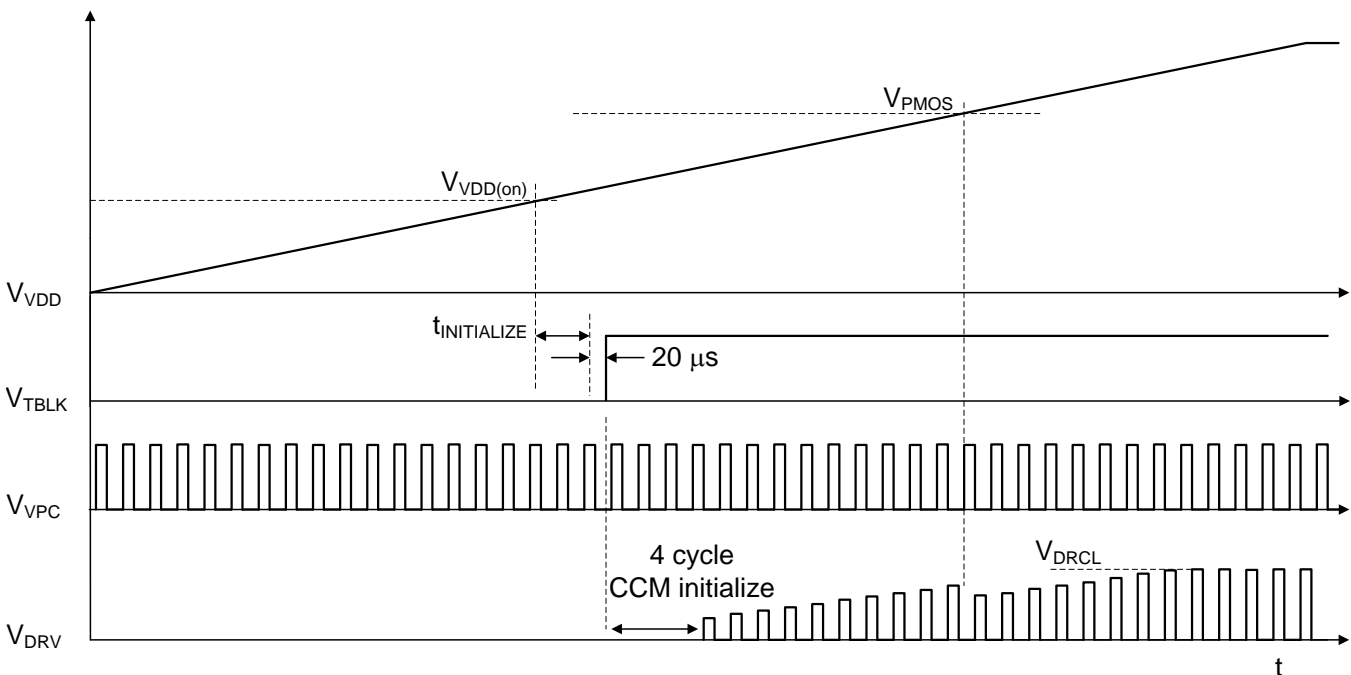 VPMOS
VVDD(on)
VVDD
tINITIALIZE
20 μs
VTBLK
VVPC
4 cycle
CCM initialize
VDRCL
VDRV
t